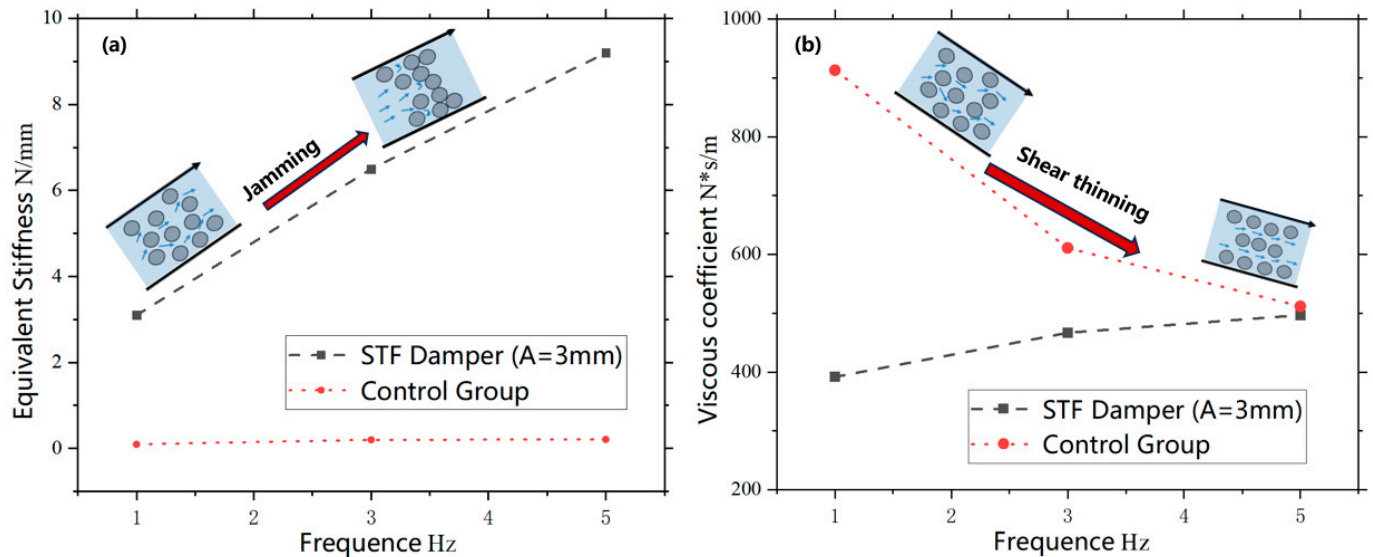 (a)
Equivalent Stiffness N/mm
10
8
6
4
2
0
Jamming
STF Damper (A=3mm)
Control Group
1 2 3 4 5
Frequence Hz
(b)
Viscous coefficient N*s/m
1000
800
600
400
200
Shear thinning
STF Damper (A=3mm)
Control Group
1 2 3 4 5
Frequence Hz